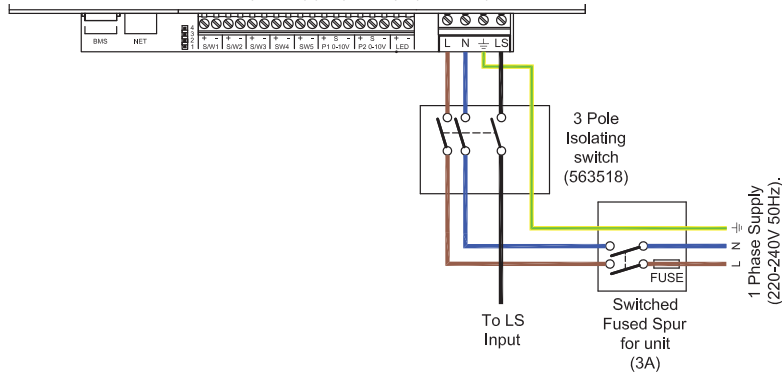 BMS
NET
4
3
2
1
+ - + - + - + - + - + S - + S - + -
S/W1 S/W2 S/W3 SW4 SW5 P1 0-10V P2 0-10V LED
L N LS
3 Pole
Isolating
switch
(563518)
N
L
FUSE
1 Phase Supply
(220-240V 50Hz).
To LS
Input
Switched
Fused Spur
for unit
(3A)